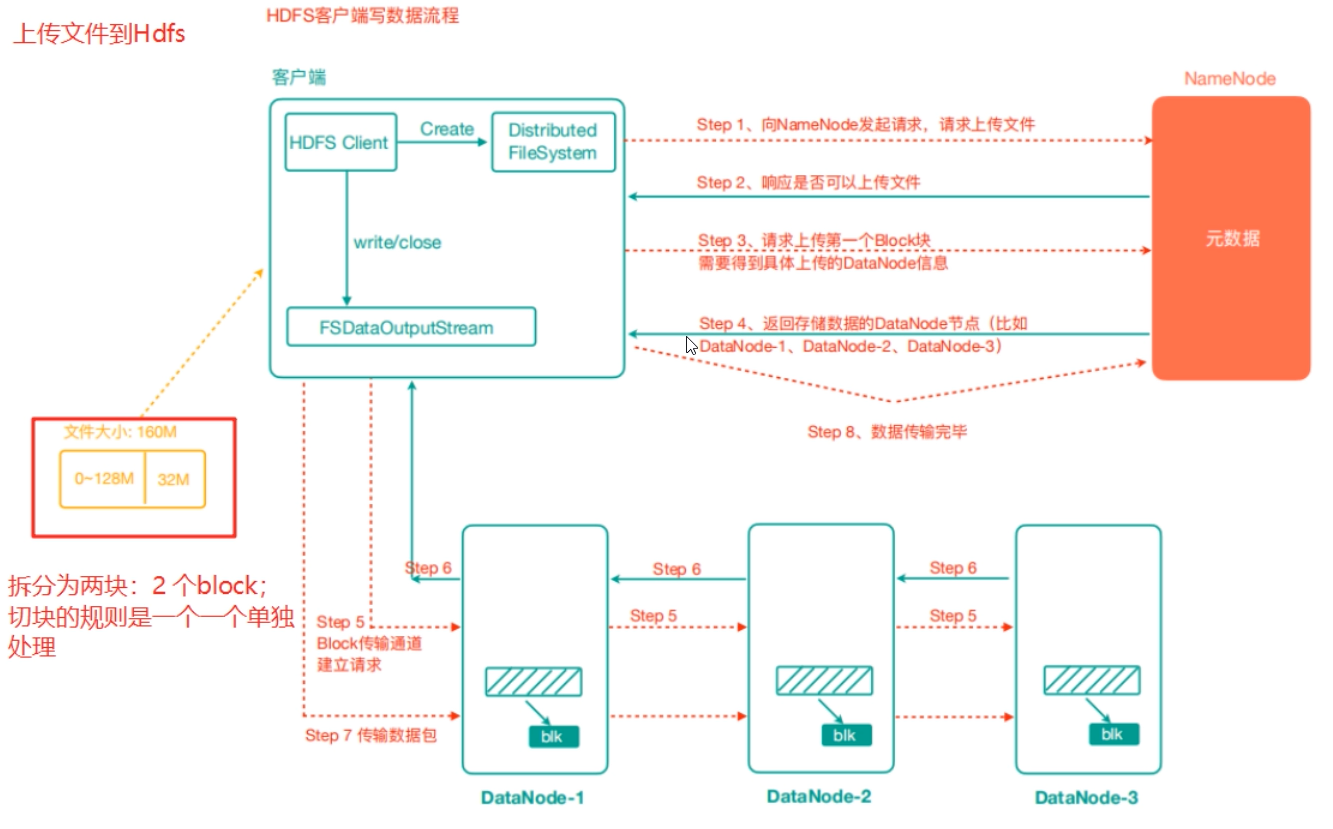 HDFS客户端写数据流程
上传文件到Hdfs
客户端
NameNode
HDFS Client
Create
Distributed
FileSystem
write/close
FSDataOutputStream
Step 1、向NameNode发起请求，请求上传文件
Step 2、响应是否可以上传文件
Step 3、请求上传第一个Block块
需要得到具体上传的DataNode信息
元数据
Step 4、返回存储数据的DataNode节点（比如
DataNode-1、DataNode-2、DataNode-3）
Step 8、数据传输完毕
文件大小: 160M
0~128M
32M
拆分为两块：2 个block；
切块的规则是一个一个单独
处理
Step 6
Step 6
Step 6
Step 5
Block传输通道
建立请求
Step 5
Step 5
Step 7 传输数据包
blk
blk
blk
DataNode-1
DataNode-2
DataNode-3